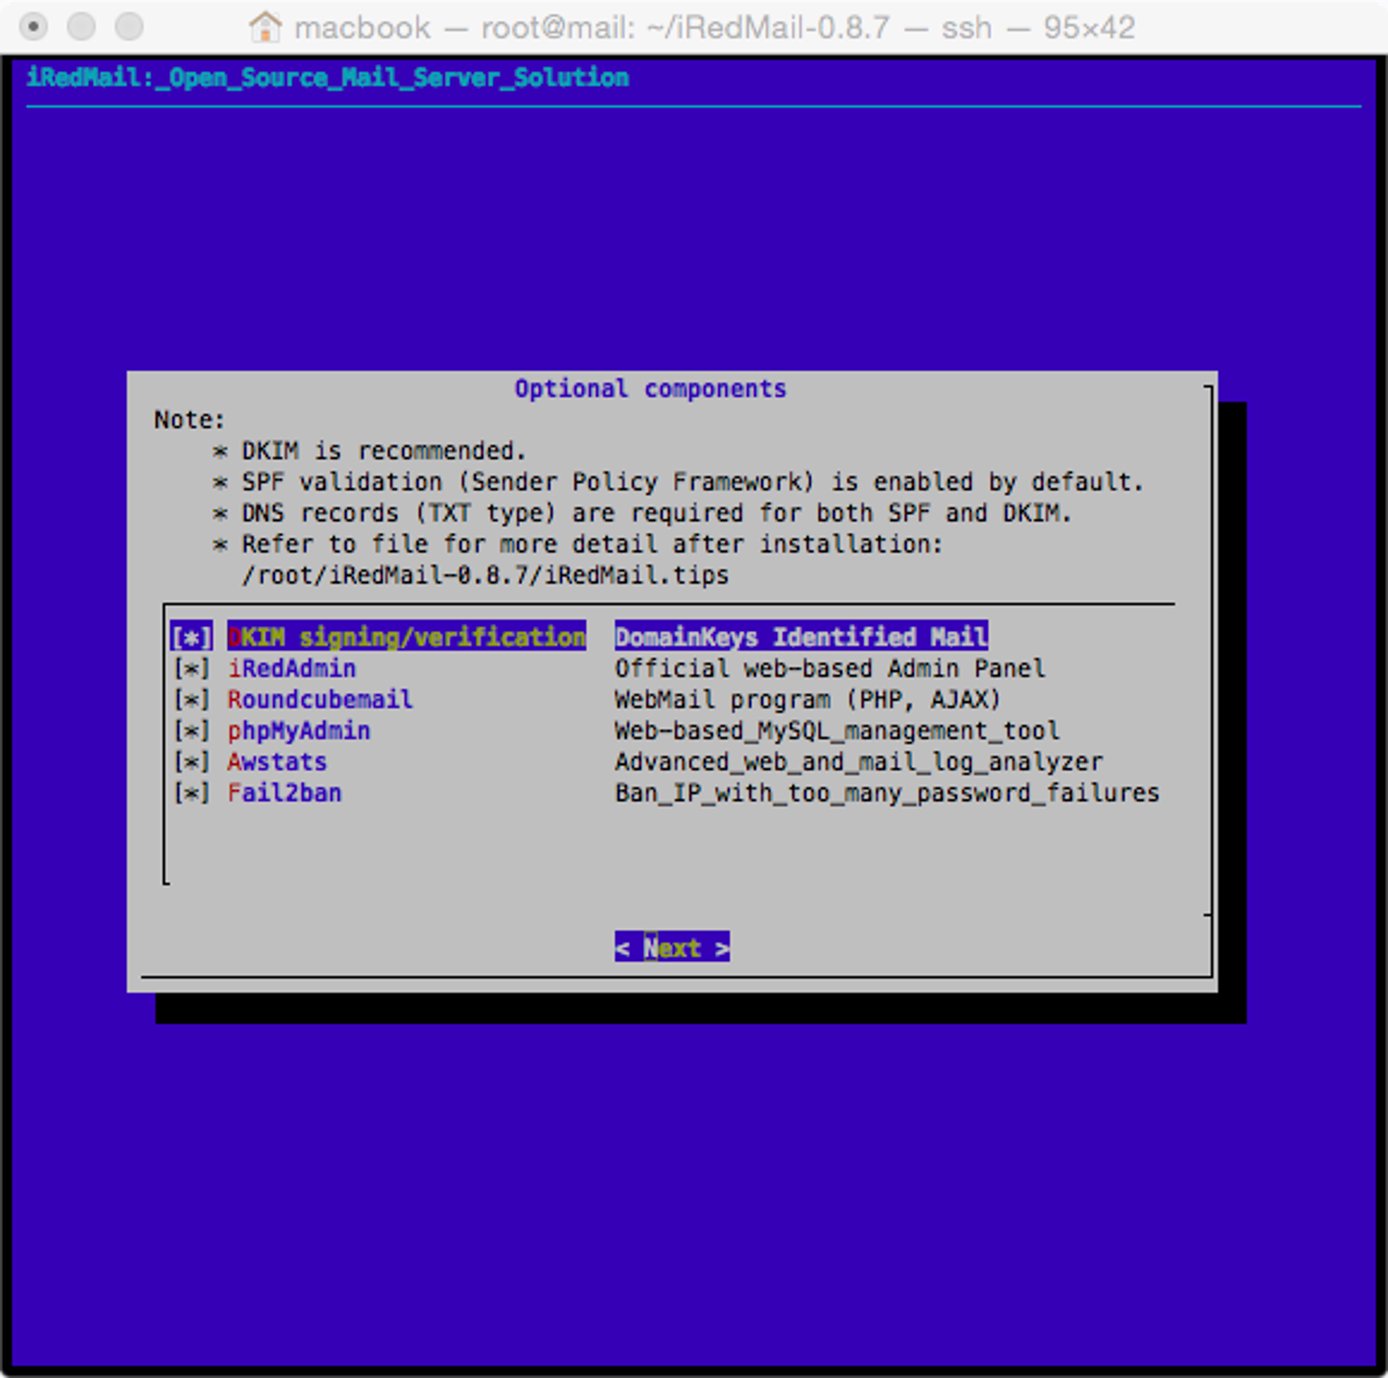 macbook — root@mail: ~/iRedMail-0.8.7 — ssh — 95×42
iRedMail:_Open_Source_Mail_Server_Solution
Optional components
Note:
* DKIM is recommended.
* SPF validation (Sender Policy Framework) is enabled by default.
* DNS records (TXT type) are required for both SPF and DKIM.
* Refer to file for more detail after installation:
/root/iRedMail-0.8.7/iRedMail.tips
[*] DKIM signing/verification DomainKeys Identified Mail
[*] iRedAdmin Official web-based Admin Panel
[*] Roundcubemail WebMail program (PHP, AJAX)
[*] phpMyAdmin Web-based_MySQL_management_tool
[*] Awstats Advanced_web_and_mail_log_analyzer
[*] Fail2ban Ban_IP_with_too_many_password_failures
< Next >